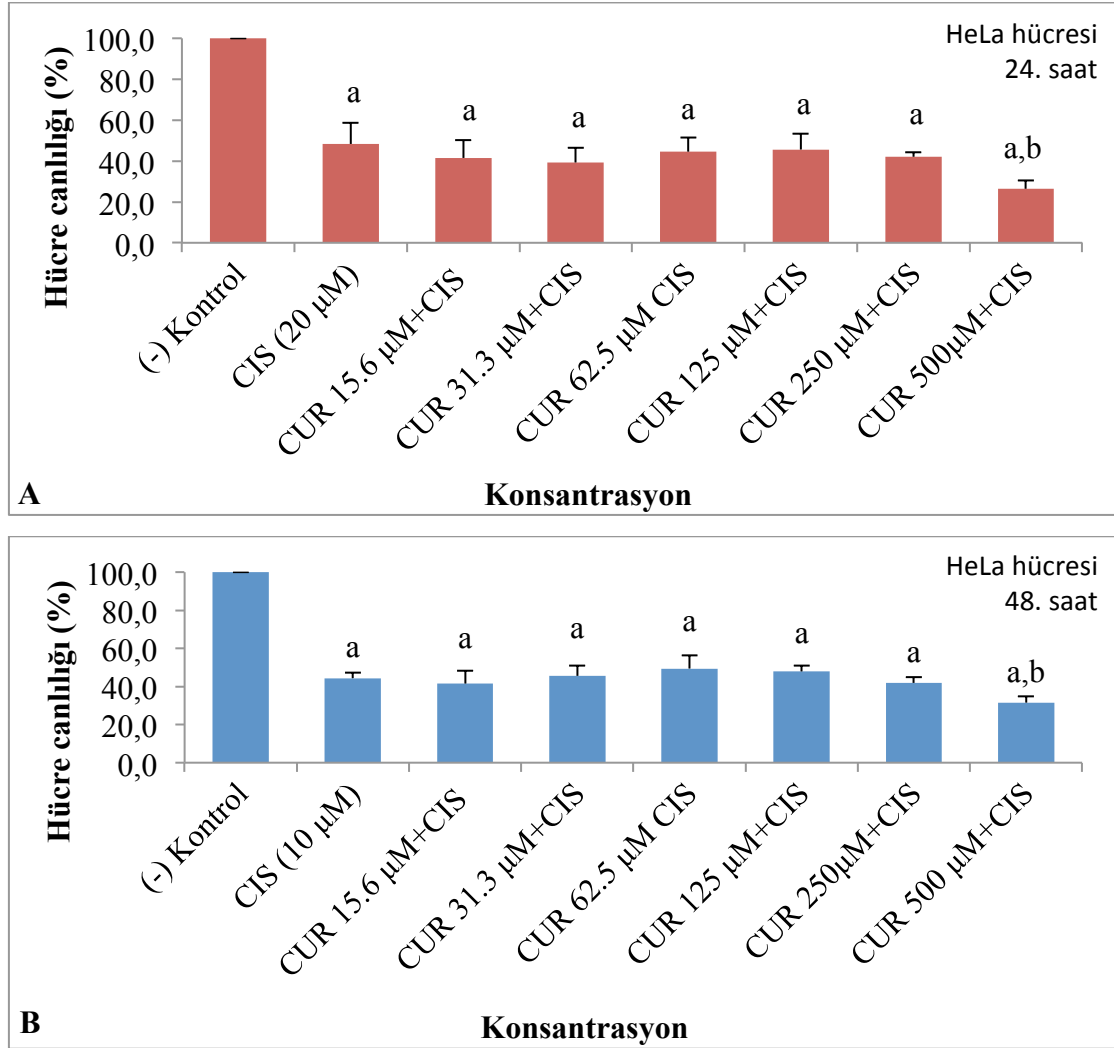 HeLa hücresi
24. saat
Hücre canlılığı (%)
100,0
80,0
60,0
40,0
20,0
0,0
a
a
a
a
a
a
a,b
(-) Kontrol
CIS (20 µM)
CUR 15.6 µM+CIS
CUR 31.3 µM+CIS
CUR 62.5 µM CIS
CUR 125 µM+CIS
CUR 250 µM+CIS
CUR 500µM+CIS
A
Konsantrasyon
HeLa hücresi
48. saat
Hücre canlılığı (%)
100,0
80,0
60,0
40,0
20,0
0,0
a
a
a
a
a
a
a,b
(-) Kontrol
CIS (10 µM)
CUR 15.6 µM+CIS
CUR 31.3 µM+CIS
CUR 62.5 µM CIS
CUR 125 µM+CIS
CUR 250µM+CIS
CUR 500 µM+CIS
B
Konsantrasyon